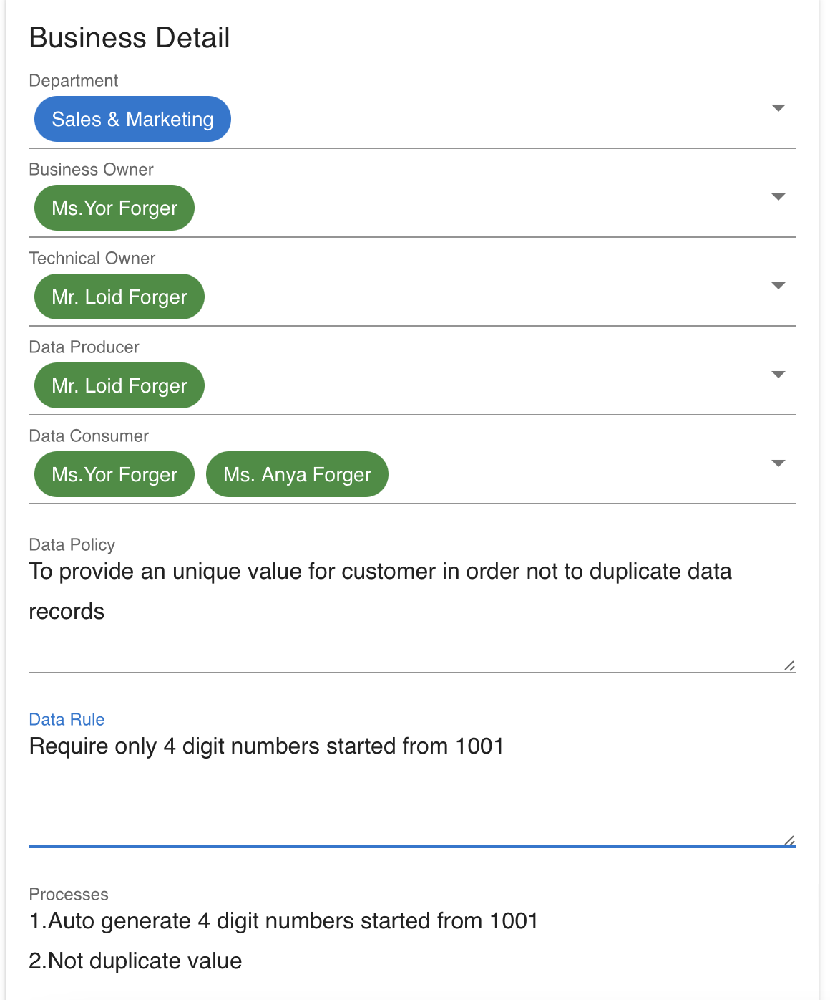 Business Detail
Department
Sales & Marketing
Business Owner
Ms.Yor Forger
Technical Owner
Mr. Loid Forger
Data Producer
Mr. Loid Forger
Data Consumer
Ms.Yor Forger Ms. Anya Forger
Data Policy
To provide an unique value for customer in order not to duplicate data
records
Data Rule
Require only 4 digit numbers started from 1001
Processes
1.Auto generate 4 digit numbers started from 1001
2.Not duplicate value